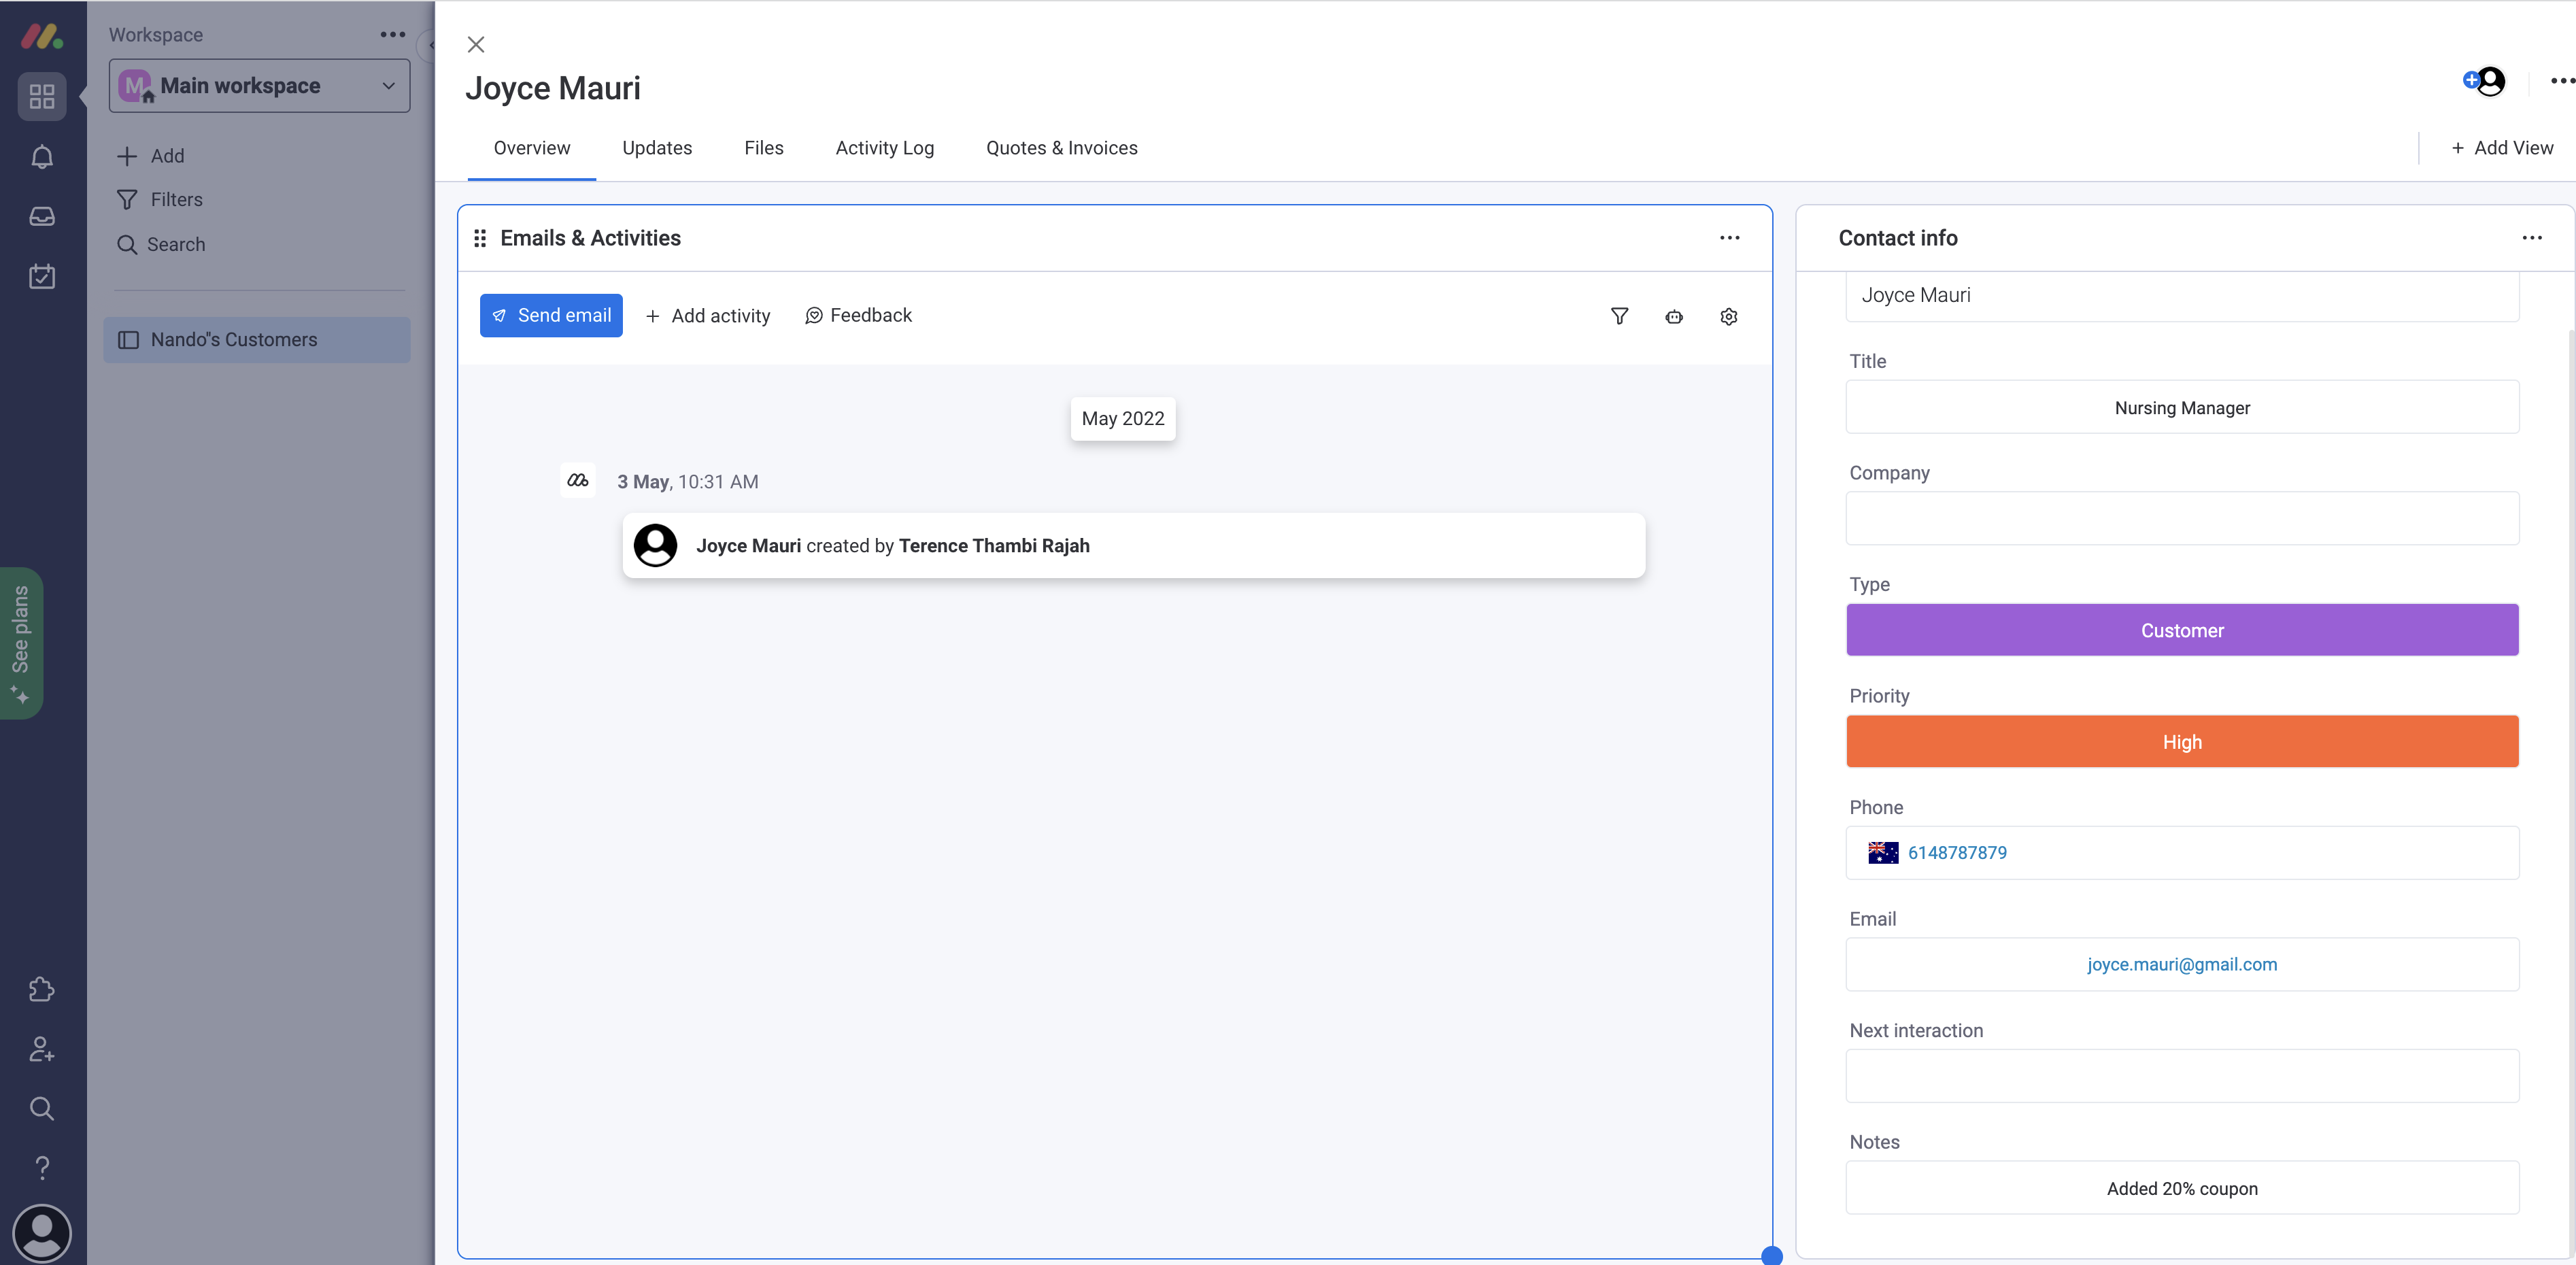 Workspace
M Main workspace
Add
Filters
Search
Nando"s Customers
See plans
Joyce Mauri
Overview
Updates
Files
Activity Log
Quotes & Invoices
+ Add View
Emails & Activities
Send email
+ Add activity
Feedback
May 2022
3 May, 10:31 AM
Joyce Mauri created by Terence Thambi Rajah
Contact info
Joyce Mauri
Title
Nursing Manager
Company
Type
Customer
Priority
High
Phone
6148787879
Email
joyce.mauri@gmail.com
Next interaction
Notes
Added 20% coupon